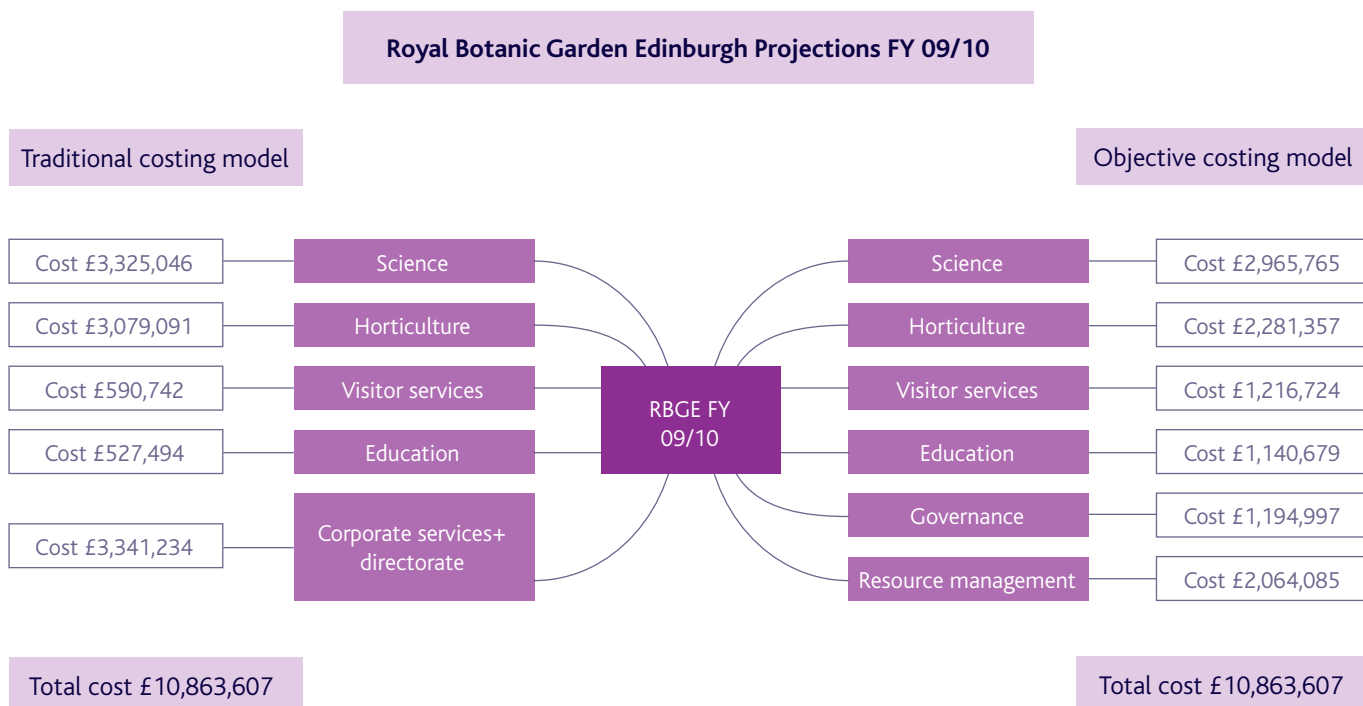 Royal Botanic Garden Edinburgh Projections FY 09/10
Traditional costing model
Objective costing model
Cost £3,325,046
Science
Cost £3,079,091
Horticulture
Cost £590,742
Visitor services
Cost £527,494
Education
Cost £3,341,234
Corporate services+
directorate
RBGE FY
09/10
Science
Cost £2,965,765
Horticulture
Cost £2,281,357
Visitor services
Cost £1,216,724
Education
Cost £1,140,679
Governance
Cost £1,194,997
Resource management
Cost £2,064,085
Total cost £10,863,607
Total cost £10,863,607